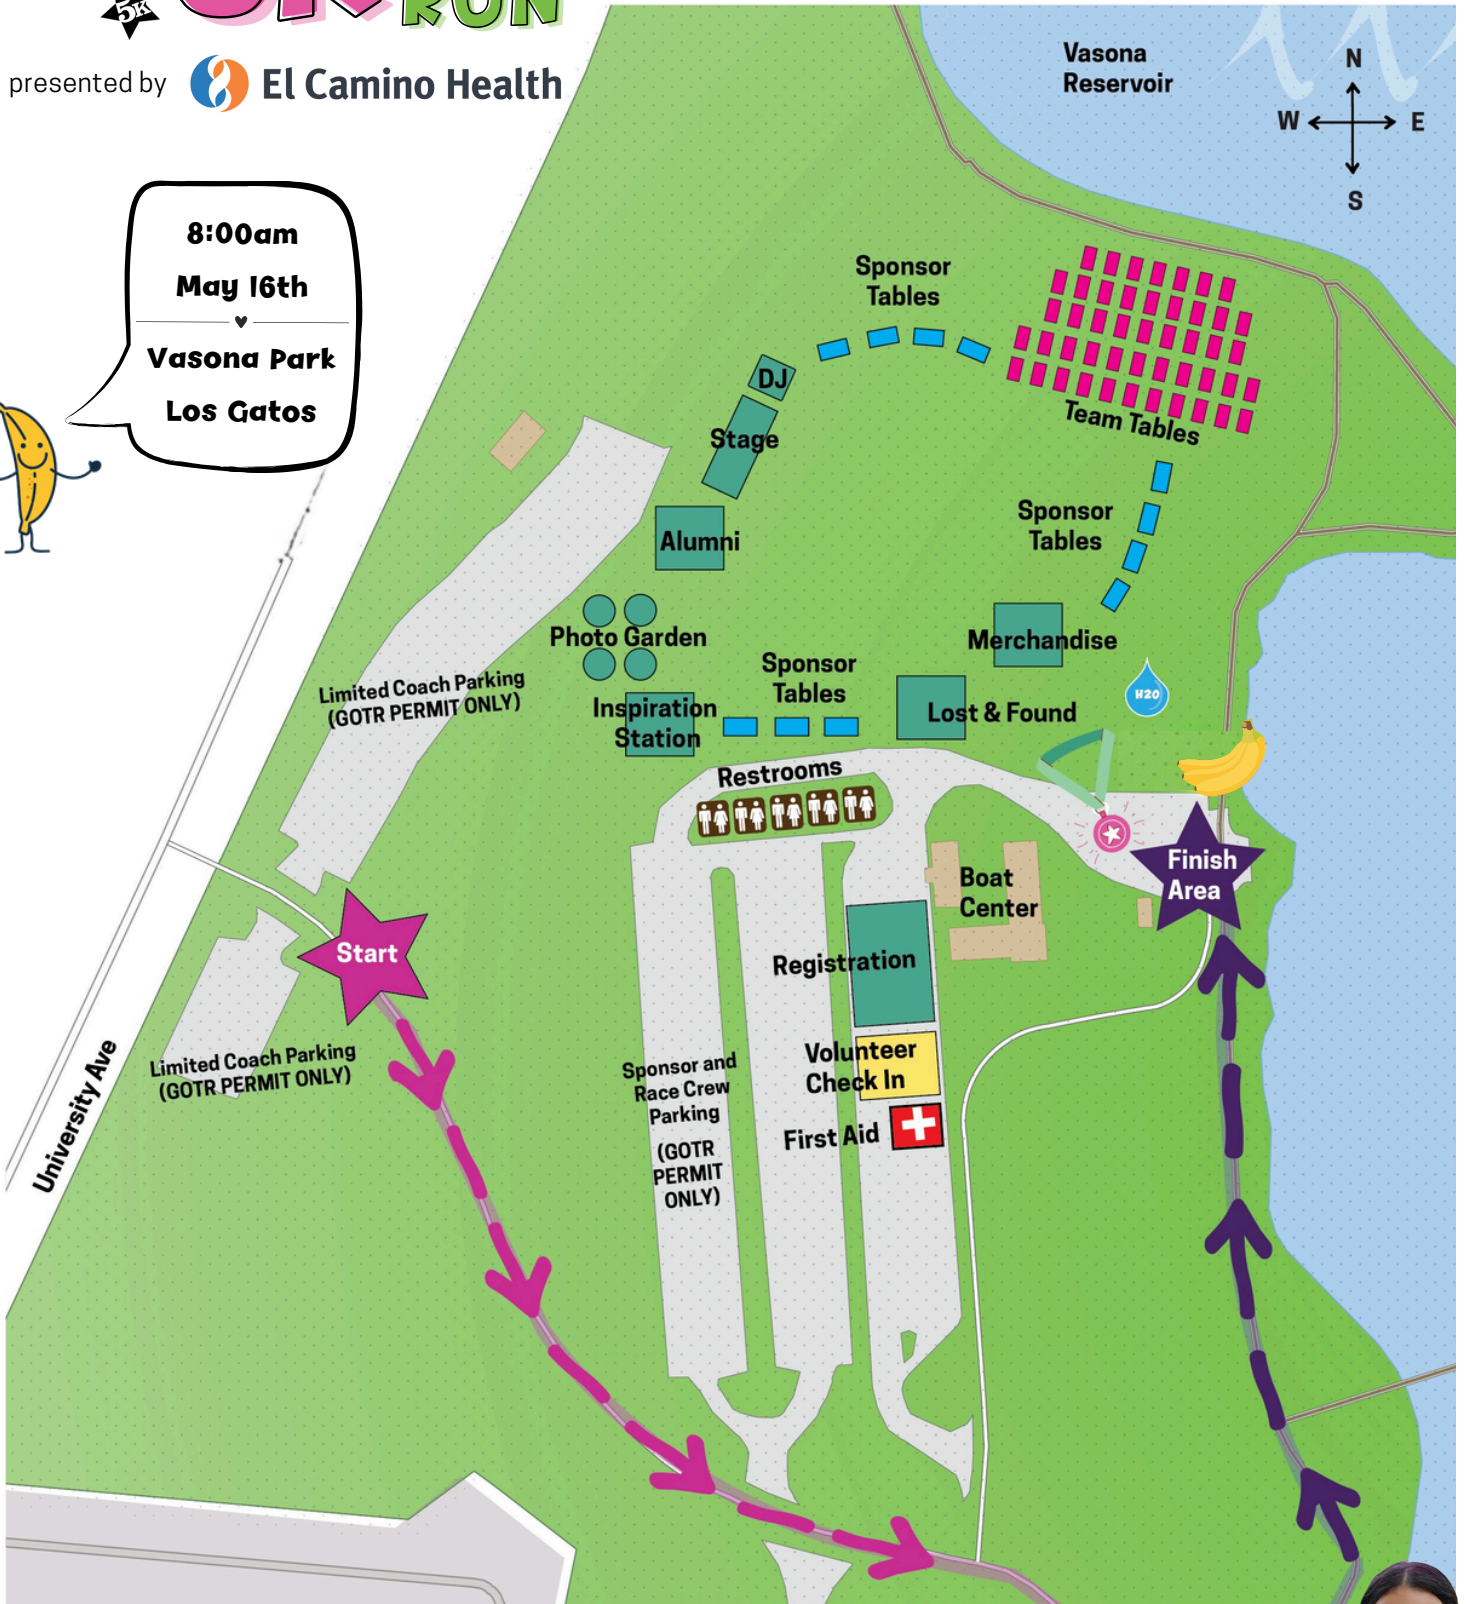 5K
5K RUN
presented by El Camino Health
8:00am
May 16th
Vasona Park
Los Gatos
Vasona
Reservoir
N
W E
S
Sponsor
Tables
DJ
Stage
Team Tables
Alumni
Sponsor
Tables
Photo Garden
Merchandise
Limited Coach Parking
(GOTR PERMIT ONLY)
Sponsor
Tables
H2O
Inspiration
Station
Lost & Found
Restrooms
Finish
Area
Boat
Center
Start
Registration
Limited Coach Parking
(GOTR PERMIT ONLY)
University Ave
Sponsor and
Race Crew
Parking
(GOTR
PERMIT
ONLY)
Volunteer
Check In
First Aid